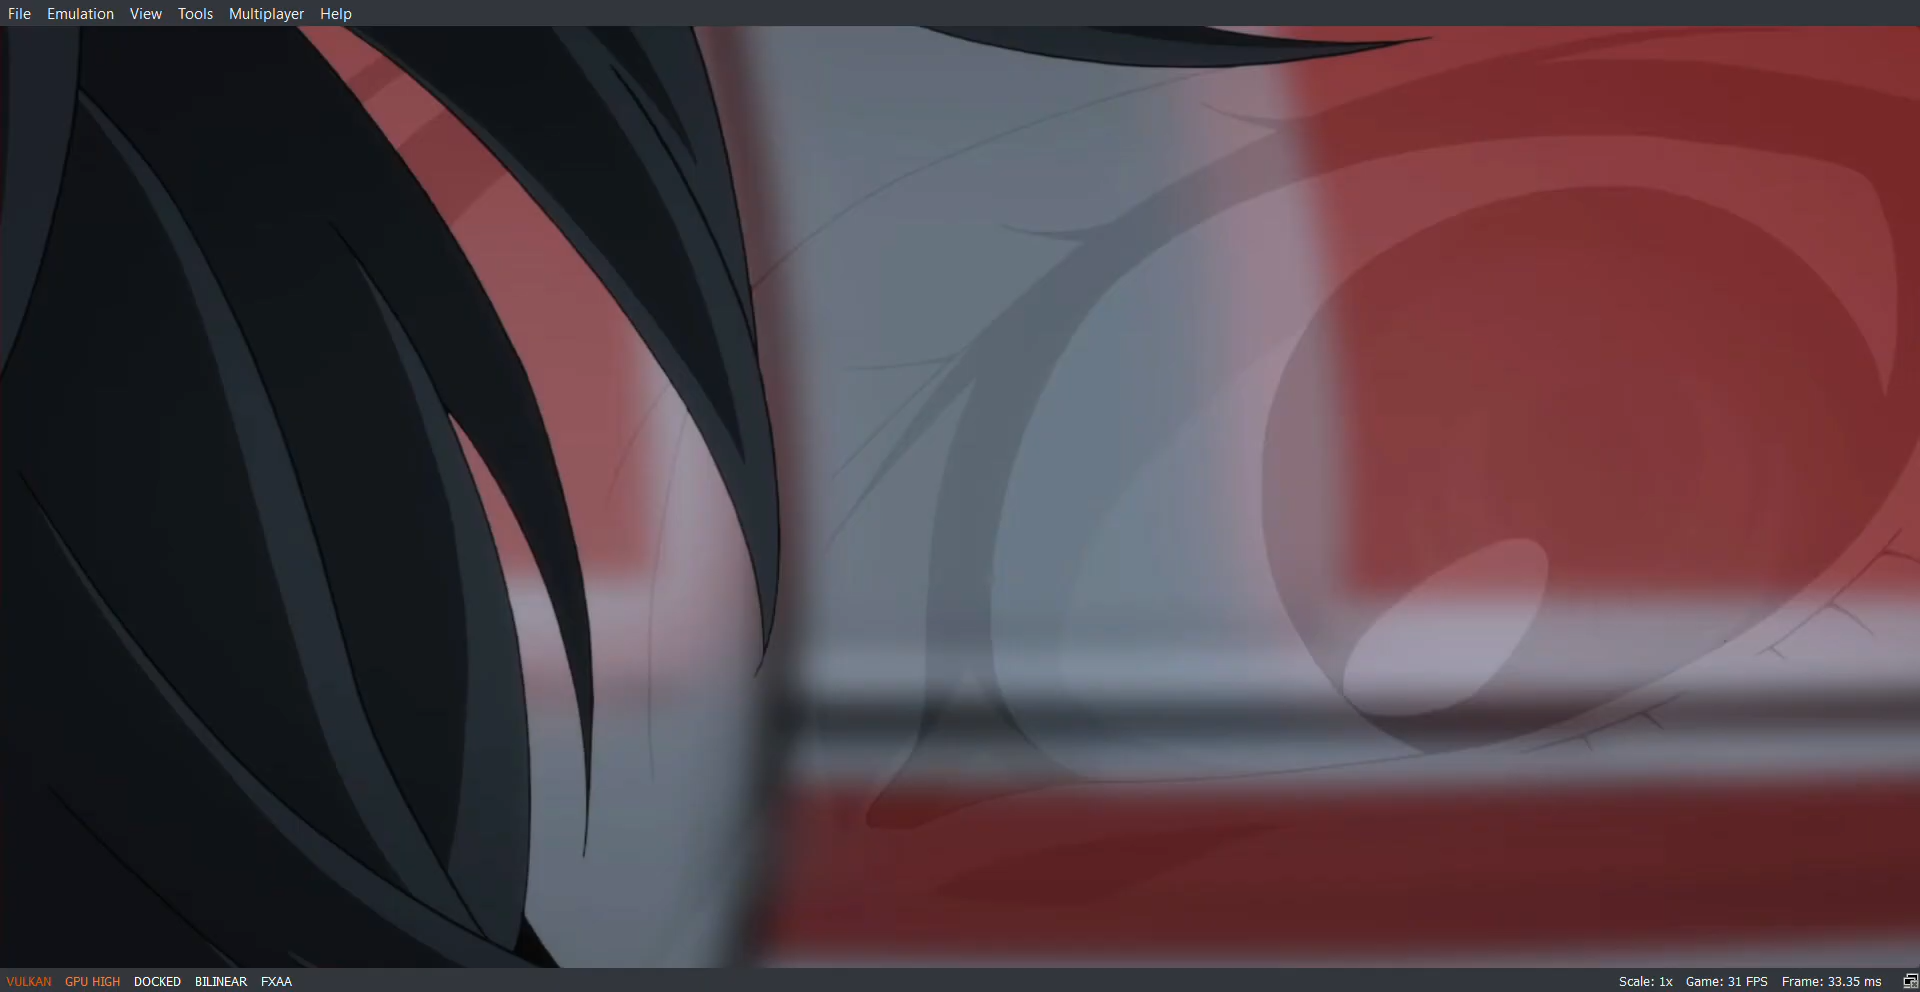 File Emulation View Tools Multiplayer Help
VULKAN GPU HIGH DOCKED BILINEAR FXAA Scale: 1x Game: 31 FPS Frame: 33.35 ms